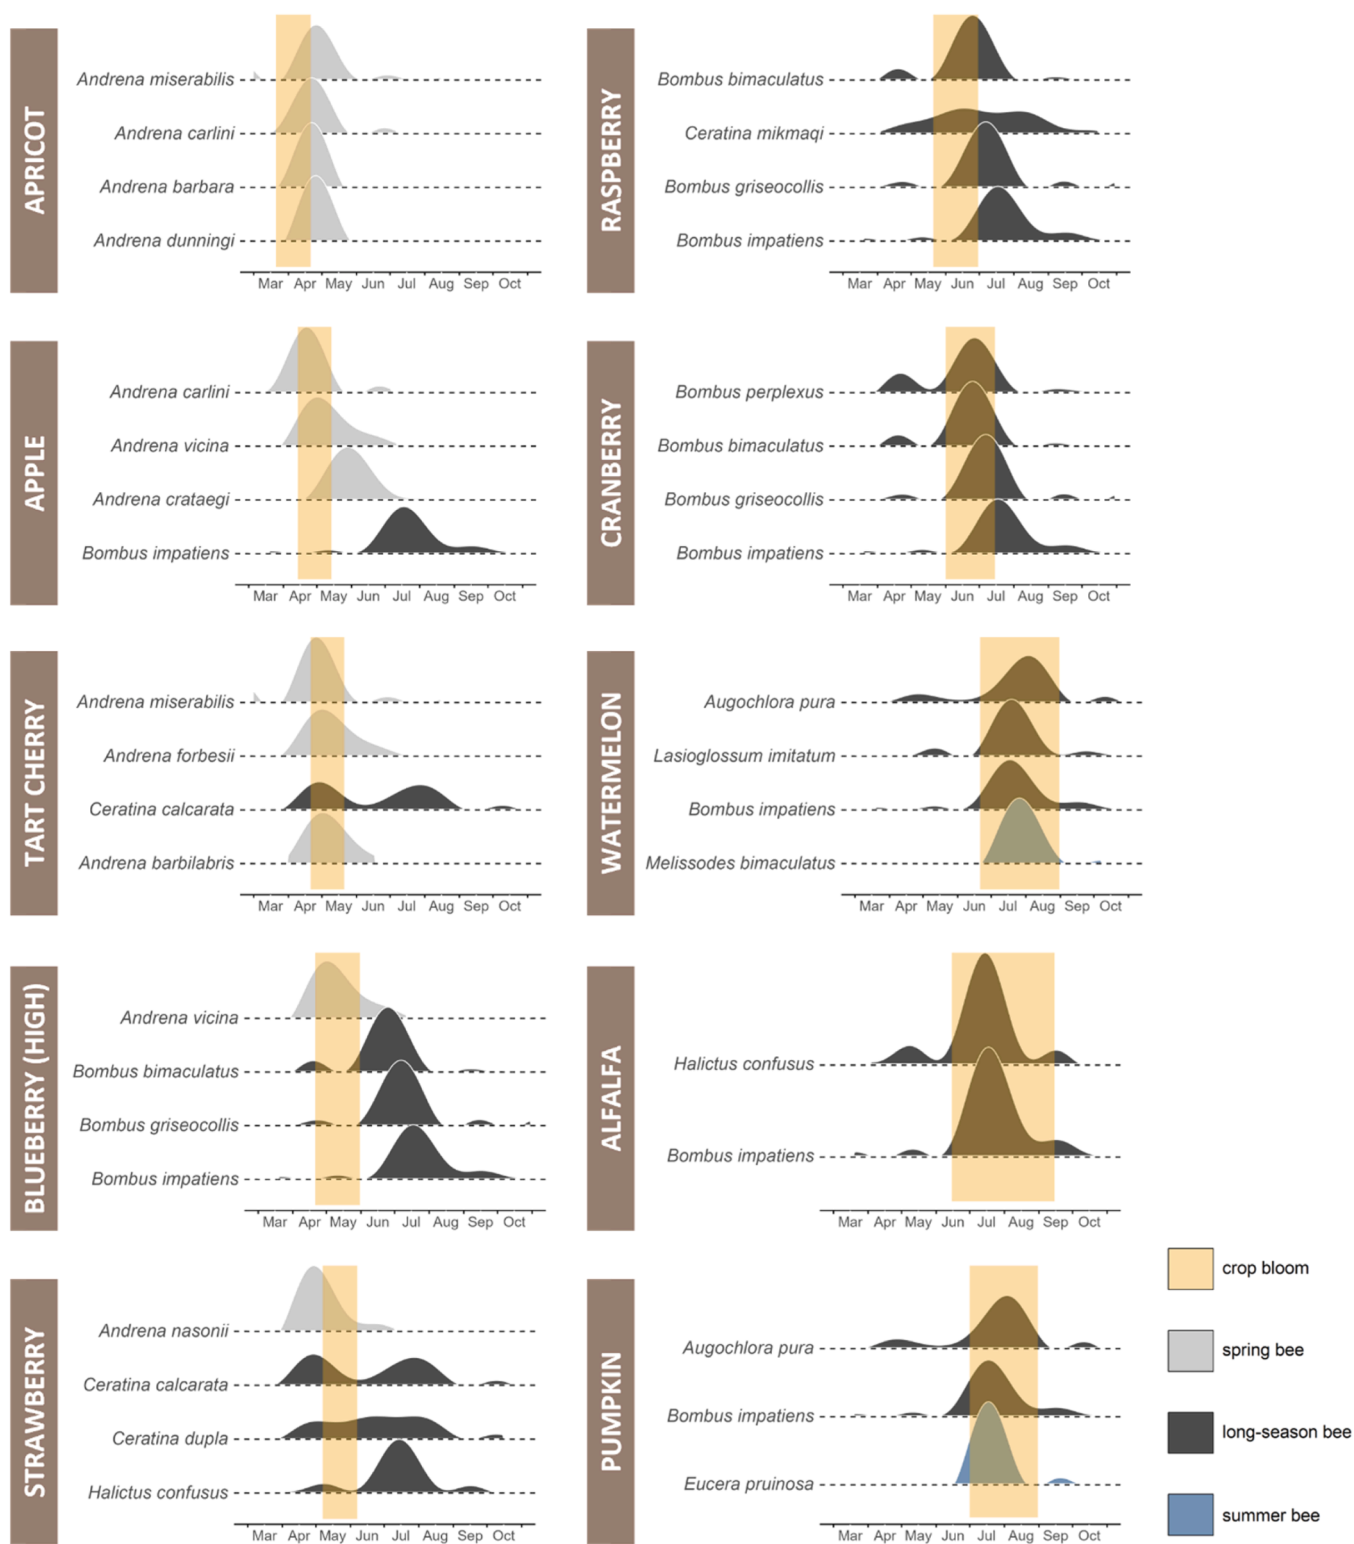 APRICOT
Andrena miserabilis
Andrena carlini
Andrena barbara
Andrena dunningi
Mar Apr May Jun Jul Aug Sep Oct
RASPBERRY
Bombus bimaculatus
Ceratina mikmaqi
Bombus griseocollis
Bombus impatiens
Mar Apr May Jun Jul Aug Sep Oct
APPLE
Andrena carlini
Andrena vicina
Andrena crataegi
Bombus impatiens
Mar Apr May Jun Jul Aug Sep Oct
CRANBERRY
Bombus perplexus
Bombus bimaculatus
Bombus griseocollis
Bombus impatiens
Mar Apr May Jun Jul Aug Sep Oct
TART CHERRY
Andrena miserabilis
Andrena forbesii
Ceratina calcarata
Andrena barbilabris
Mar Apr May Jun Jul Aug Sep Oct
WATERMELON
Augochlora pura
Lasioglossum imitatum
Bombus impatiens
Melissodes bimaculatus
Mar Apr May Jun Jul Aug Sep Oct
BLUEBERRY (HIGH)
Andrena vicina
Bombus bimaculatus
Bombus griseocollis
Bombus impatiens
Mar Apr May Jun Jul Aug Sep Oct
ALFALFA
Halictus confusus
Bombus impatiens
Mar Apr May Jun Jul Aug Sep Oct
STRAWBERRY
Andrena nasonii
Ceratina calcarata
Ceratina dupla
Halictus confusus
Mar Apr May Jun Jul Aug Sep Oct
PUMPKIN
Augochlora pura
Bombus impatiens
Eucera pruinosa
Mar Apr May Jun Jul Aug Sep Oct
crop bloom
spring bee
long-season bee
summer bee